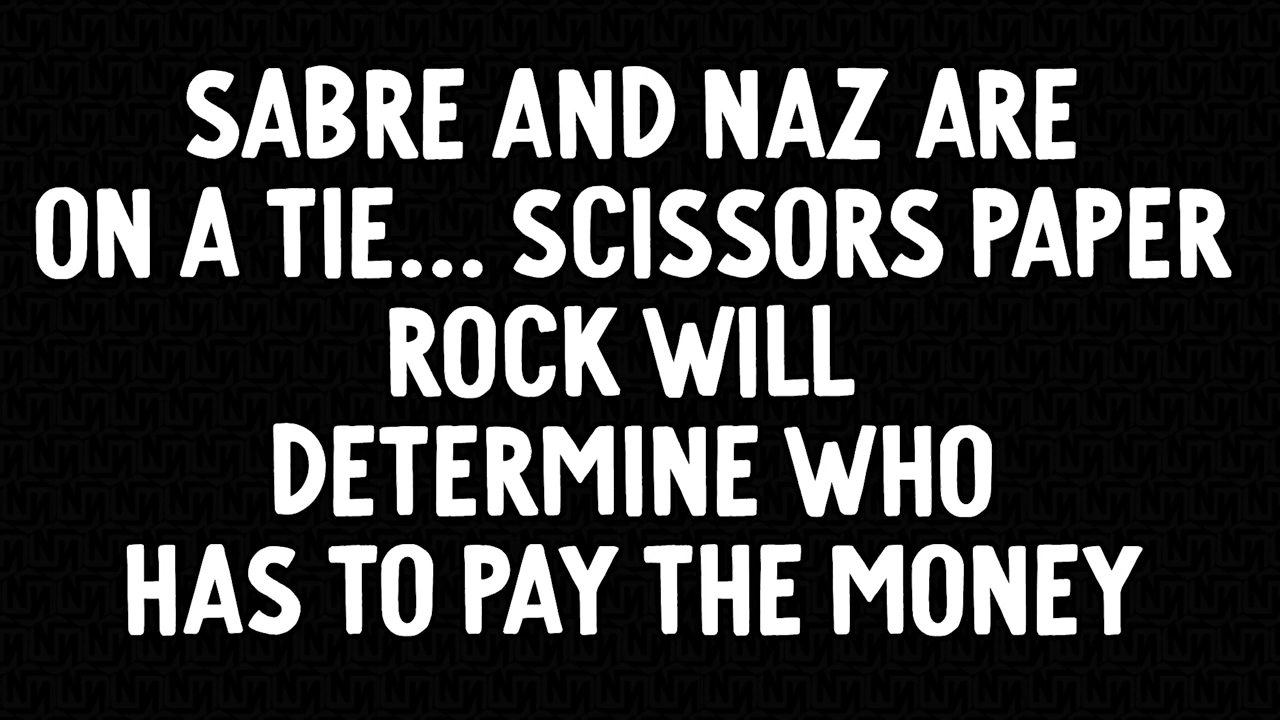 SABRE AND NAZ ARE
ON A TIE... SCISSORS PAPER
ROCK WILL
DETERMINE WHO
HAS TO PAY THE MONEY